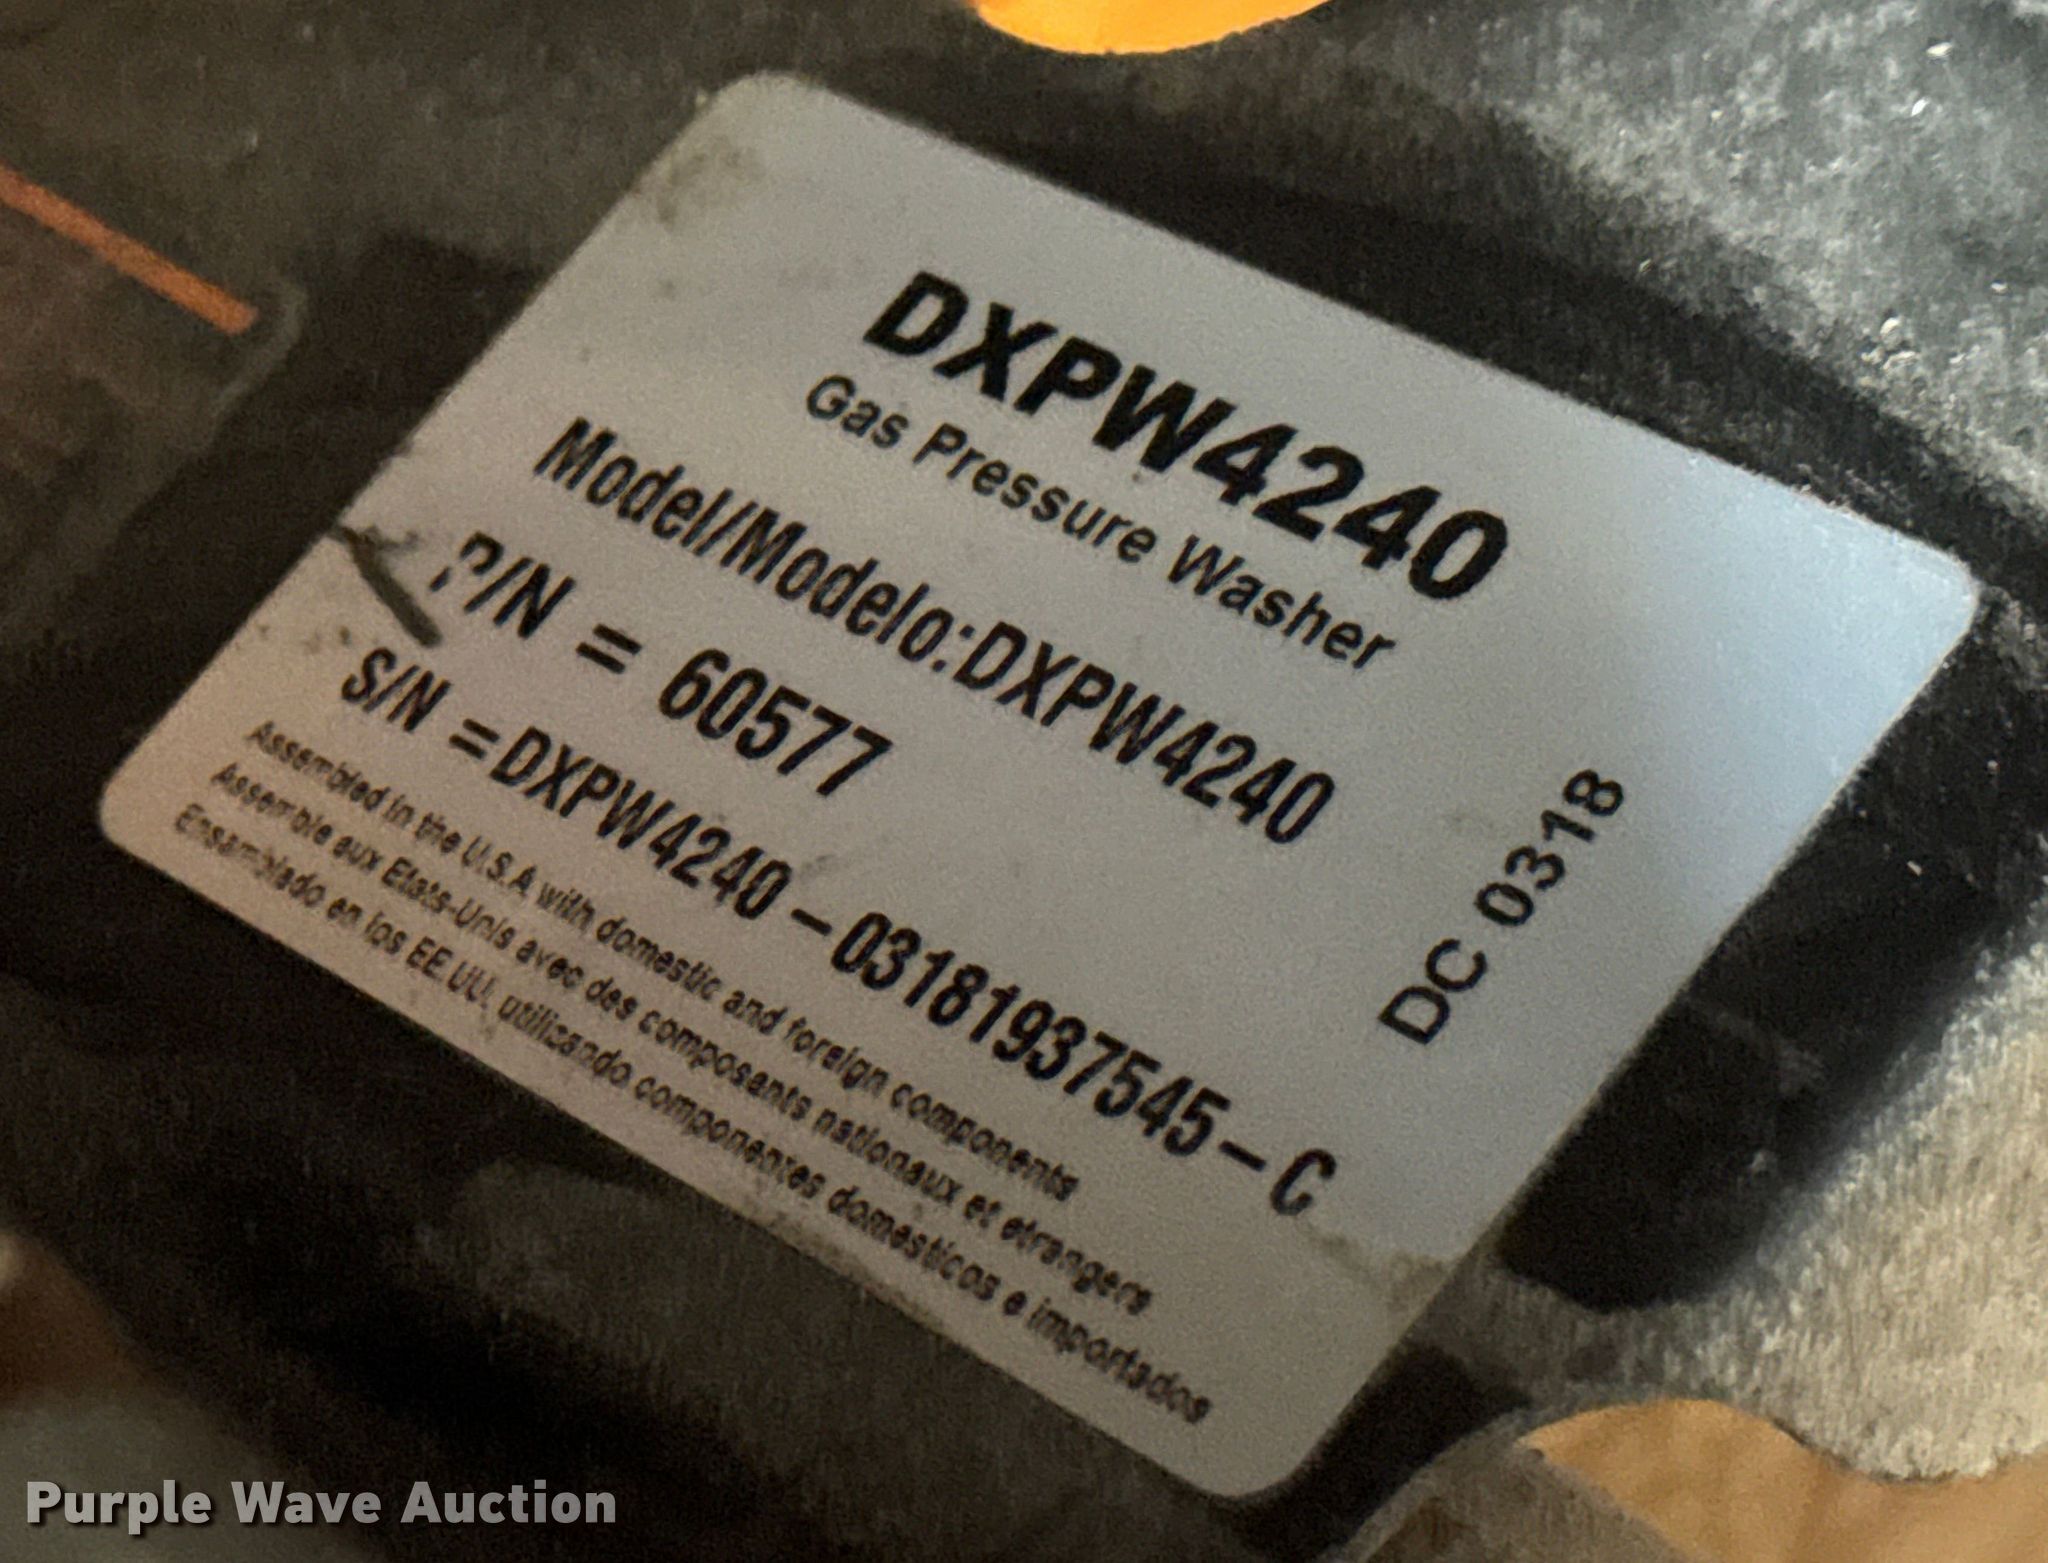 DXPW4240
Gas Pressure Washer
Model/Modelo:DXPW4240
P/N = 60577
S/N =DXPW4240-03181937545-C
DC 0318
Assembled in the U.S.A. with domestic and foreign components
Assemble aux Etats-Unis avec des composants nationaux et etrangers
Ensamblado en los EE.UU. utilizando componentes domesticos e importados
Purple Wave Auction